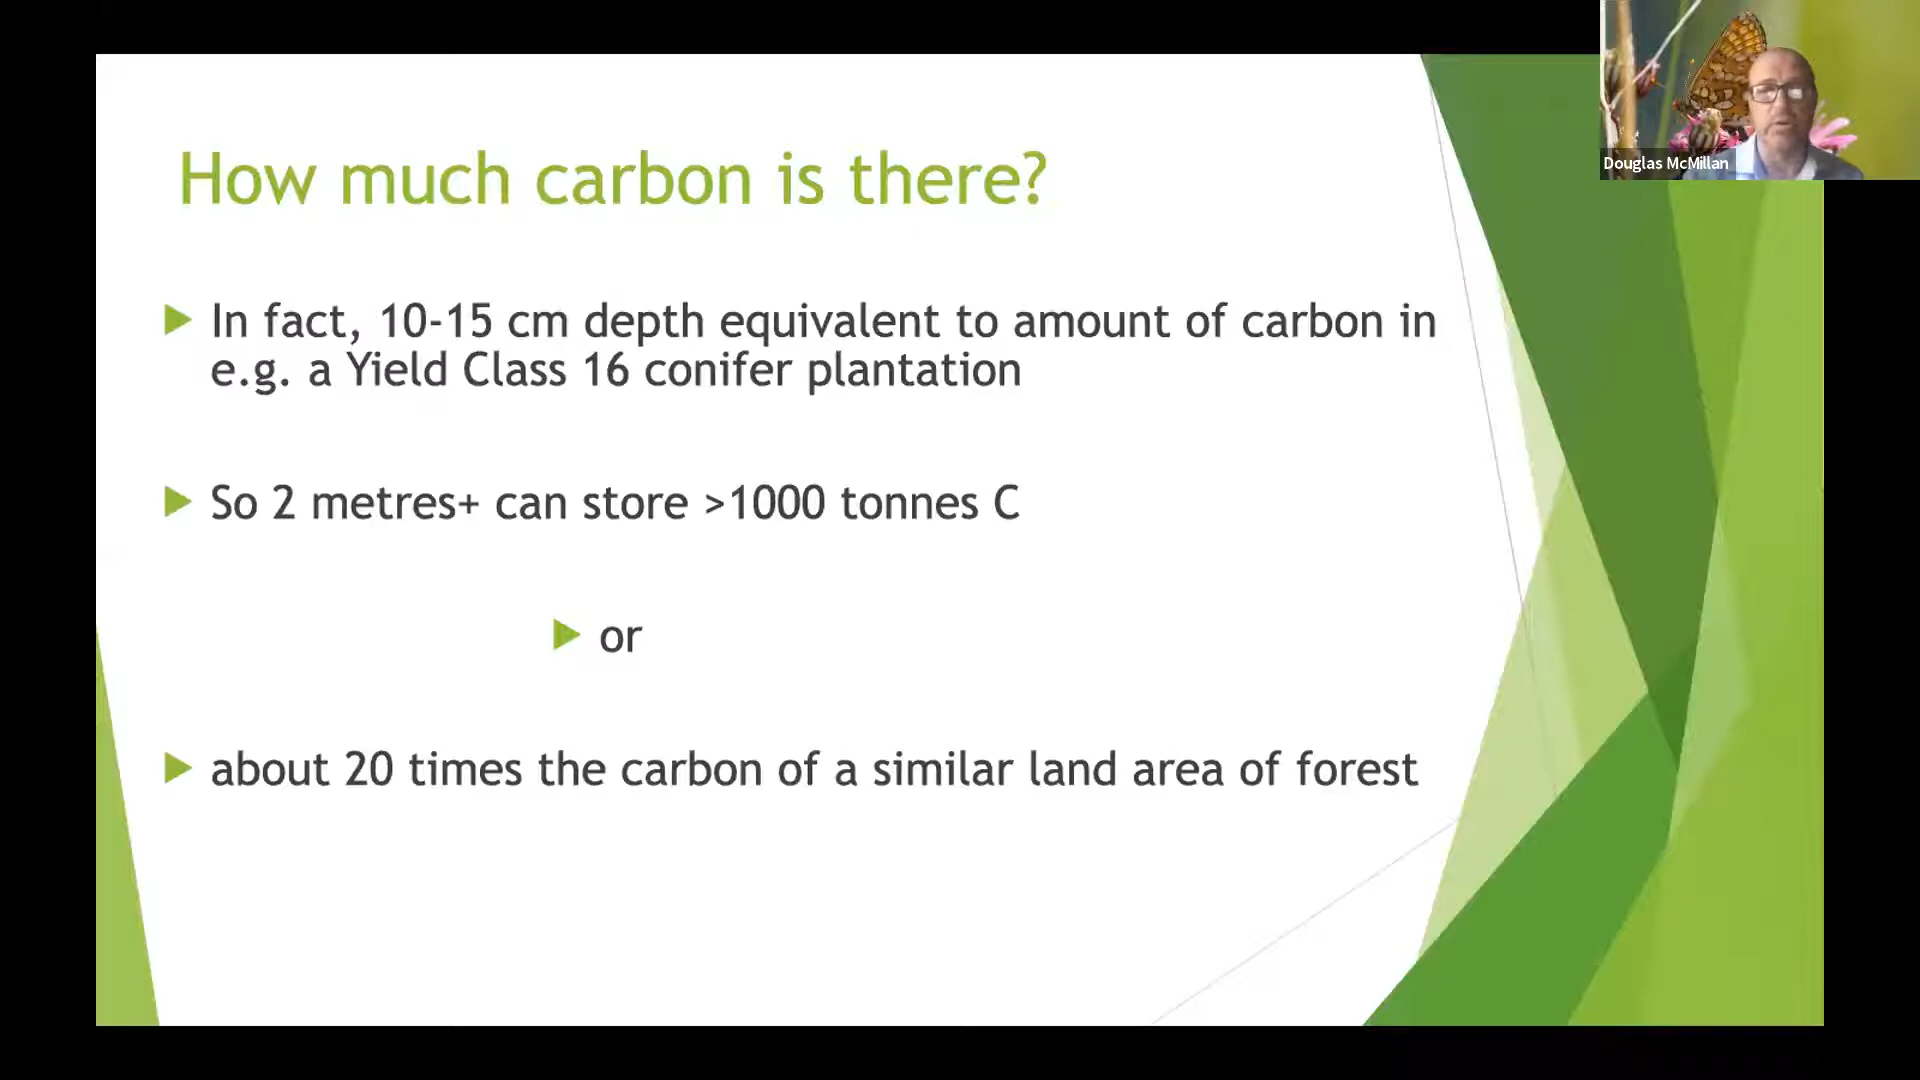 Douglas McMillan
How much carbon is there?
In fact, 10-15 cm depth equivalent to amount of carbon in
e.g. a Yield Class 16 conifer plantation
So 2 metres+ can store >1000 tonnes C
or
about 20 times the carbon of a similar land area of forest